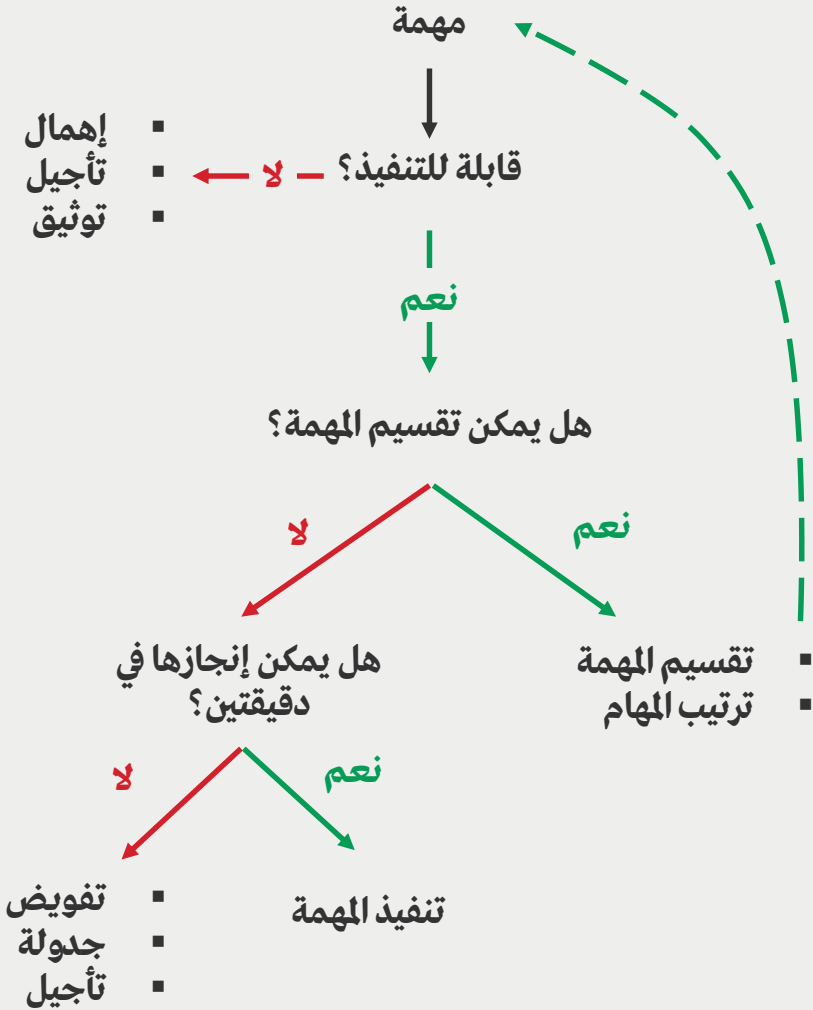 مهمة
قابلة للتنفيذ؟
لا
▪ إهمال
▪ تأجيل
▪ توثيق
نعم
هل يمكن تقسيم المهمة؟
نعم
لا
▪ تقسيم المهمة
▪ ترتيب المهام
هل يمكن إنجازها في
دقيقتين؟
نعم
لا
تنفيذ المهمة
▪ تفويض
▪ جدولة
▪ تأجيل